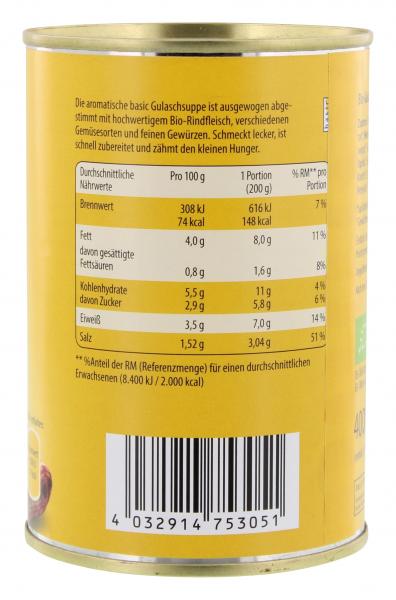 Die aromatische basic Gulaschsuppe ist ausgewogen abge-
stimmt mit hochwertigem Bio-Rindfleisch, verschiedenen
Gemüsesorten und feinen Gewürzen. Schmeckt lecker, ist
schnell zubereitet und zähmt den kleinen Hunger.
Durchschnittliche Nährwerte Pro 100 g 1 Portion (200 g) % RM** pro Portion
Brennwert 308 kJ 616 kJ 7 %
74 kcal 148 kcal
Fett 4,0 g 8,0 g 11 %
davon gesättigte
Fettsäuren 0,8 g 1,6 g 8%
Kohlenhydrate 5,5 g 11 g 4 %
davon Zucker 2,9 g 5,8 g 6 %
Eiweiß 3,5 g 7,0 g 14 %
Salz 1,52 g 3,04 g 51 %
** %Anteil der RM (Referenzmenge) für einen durchschnittlichen
Erwachsenen (8.400 kJ / 2.000 kcal)
4 032914 753051
400